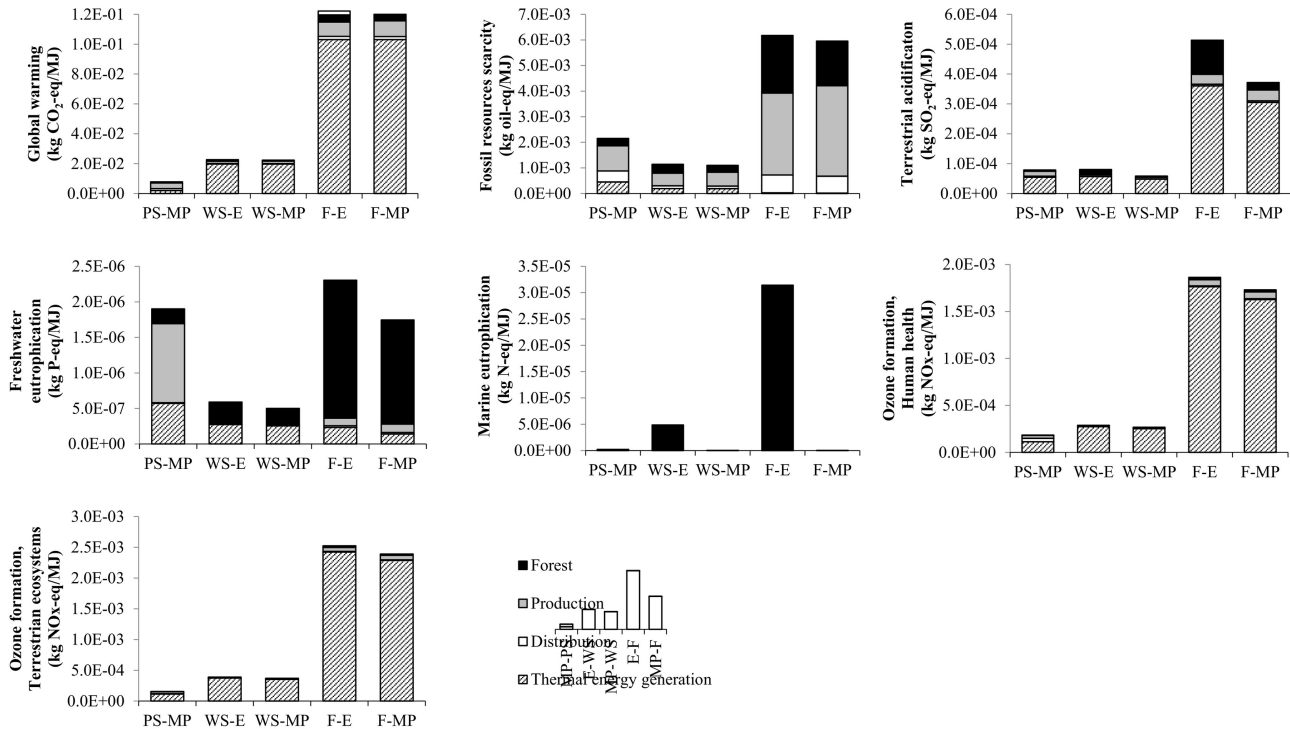 Global warming
(kg CO₂-eq/MJ)
1.2E-01
1.0E-01
8.0E-02
6.0E-02
4.0E-02
2.0E-02
0.0E+00
PS-MP WS-E WS-MP F-E F-MP
Fossil resources scarcity
(kg oil-eq/MJ)
7.0E-03
6.0E-03
5.0E-03
4.0E-03
3.0E-03
2.0E-03
1.0E-03
0.0E+00
PS-MP WS-E WS-MP F-E F-MP
Terrestrial acidificaton
(kg SO₂-eq/MJ)
6.0E-04
5.0E-04
4.0E-04
3.0E-04
2.0E-04
1.0E-04
0.0E+00
PS-MP WS-E WS-MP F-E F-MP
Freshwater
eutrophication
(kg P-eq/MJ)
2.5E-06
2.0E-06
1.5E-06
1.0E-06
5.0E-07
0.0E+00
PS-MP WS-E WS-MP F-E F-MP
Marine eutrophication
(kg N-eq/MJ)
3.5E-05
3.0E-05
2.5E-05
2.0E-05
1.5E-05
1.0E-05
5.0E-06
0.0E+00
PS-MP WS-E WS-MP F-E F-MP
Ozone formation,
Human health
(kg NOx-eq/MJ)
2.0E-03
1.5E-03
1.0E-03
5.0E-04
0.0E+00
PS-MP WS-E WS-MP F-E F-MP
Ozone formation,
Terrestrian ecosystems
(kg NOx-eq/MJ)
3.0E-03
2.5E-03
2.0E-03
1.5E-03
1.0E-03
5.0E-04
0.0E+00
PS-MP WS-E WS-MP F-E F-MP
Forest
Production
Distribution
Thermal energy generation
MP-PS
E-WS
MP-WS
E-F
MP-F